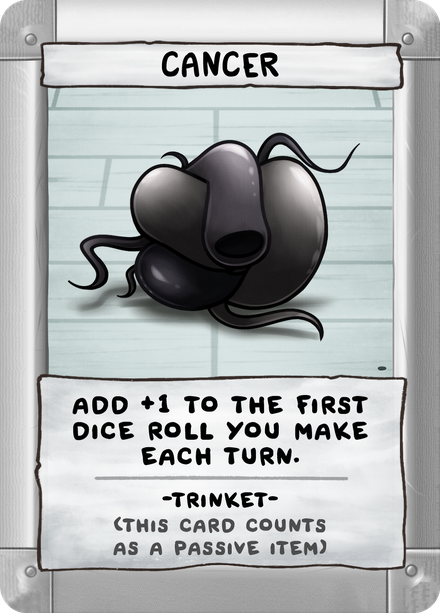 CANCER
ADD +1 TO THE FIRST
DICE ROLL YOU MAKE
EACH TURN.
-TRINKET-
(THIS CARD COUNTS
AS A PASSIVE ITEM)